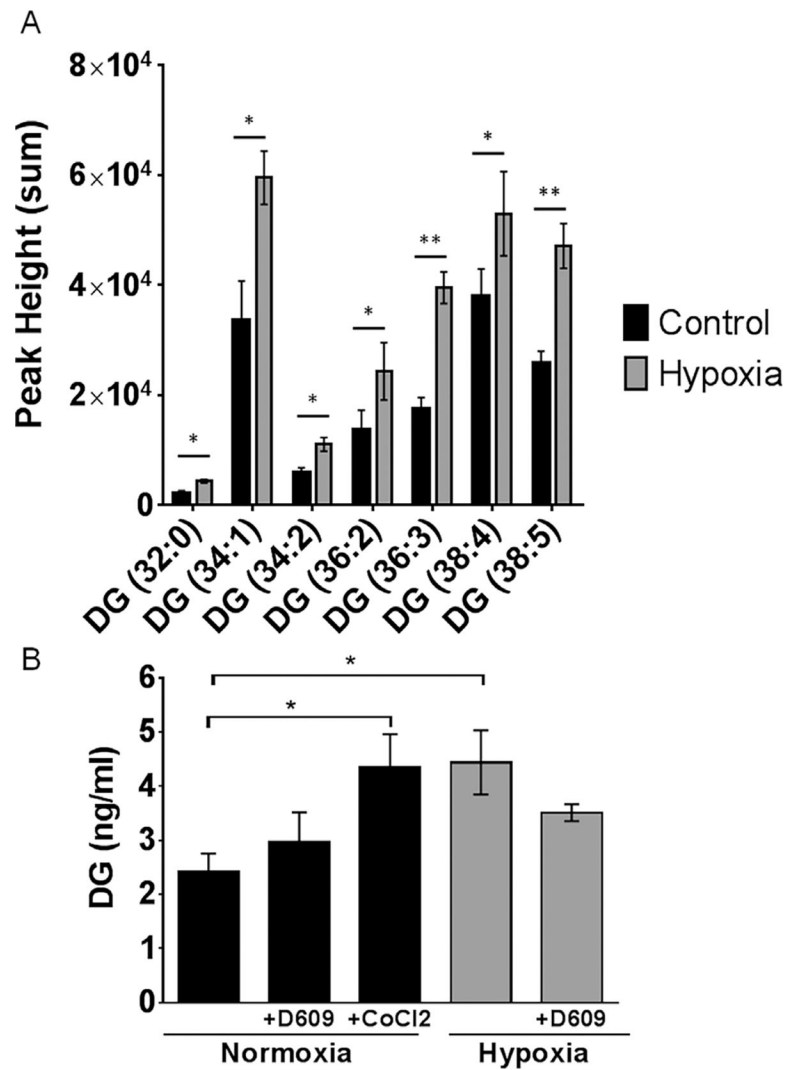 A
Peak Height (sum)
8×10⁴
6×10⁴
4×10⁴
2×10⁴
0
*
*
*
*
**
*
**
DG (32:0)
DG (34:1)
DG (34:2)
DG (36:2)
DG (36:3)
DG (38:4)
DG (38:5)
Control
Hypoxia
B
DG (ng/ml)
6
5
4
3
2
1
0
*
*
+D609 +CoCl2 +D609
Normoxia Hypoxia